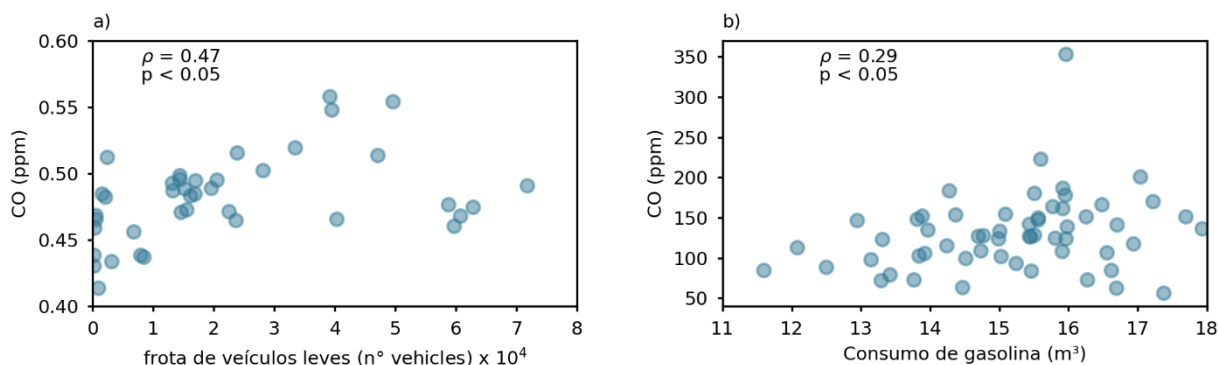 a)
ρ = 0.47
p < 0.05
CO (ppm)
0.60
0.55
0.50
0.45
0.40
0 1 2 3 4 5 6 7 8
frota de veículos leves (n° vehicles) x 10⁴
b)
ρ = 0.29
p < 0.05
CO (ppm)
350
300
250
200
150
100
50
11 12 13 14 15 16 17 18
Consumo de gasolina (m³)